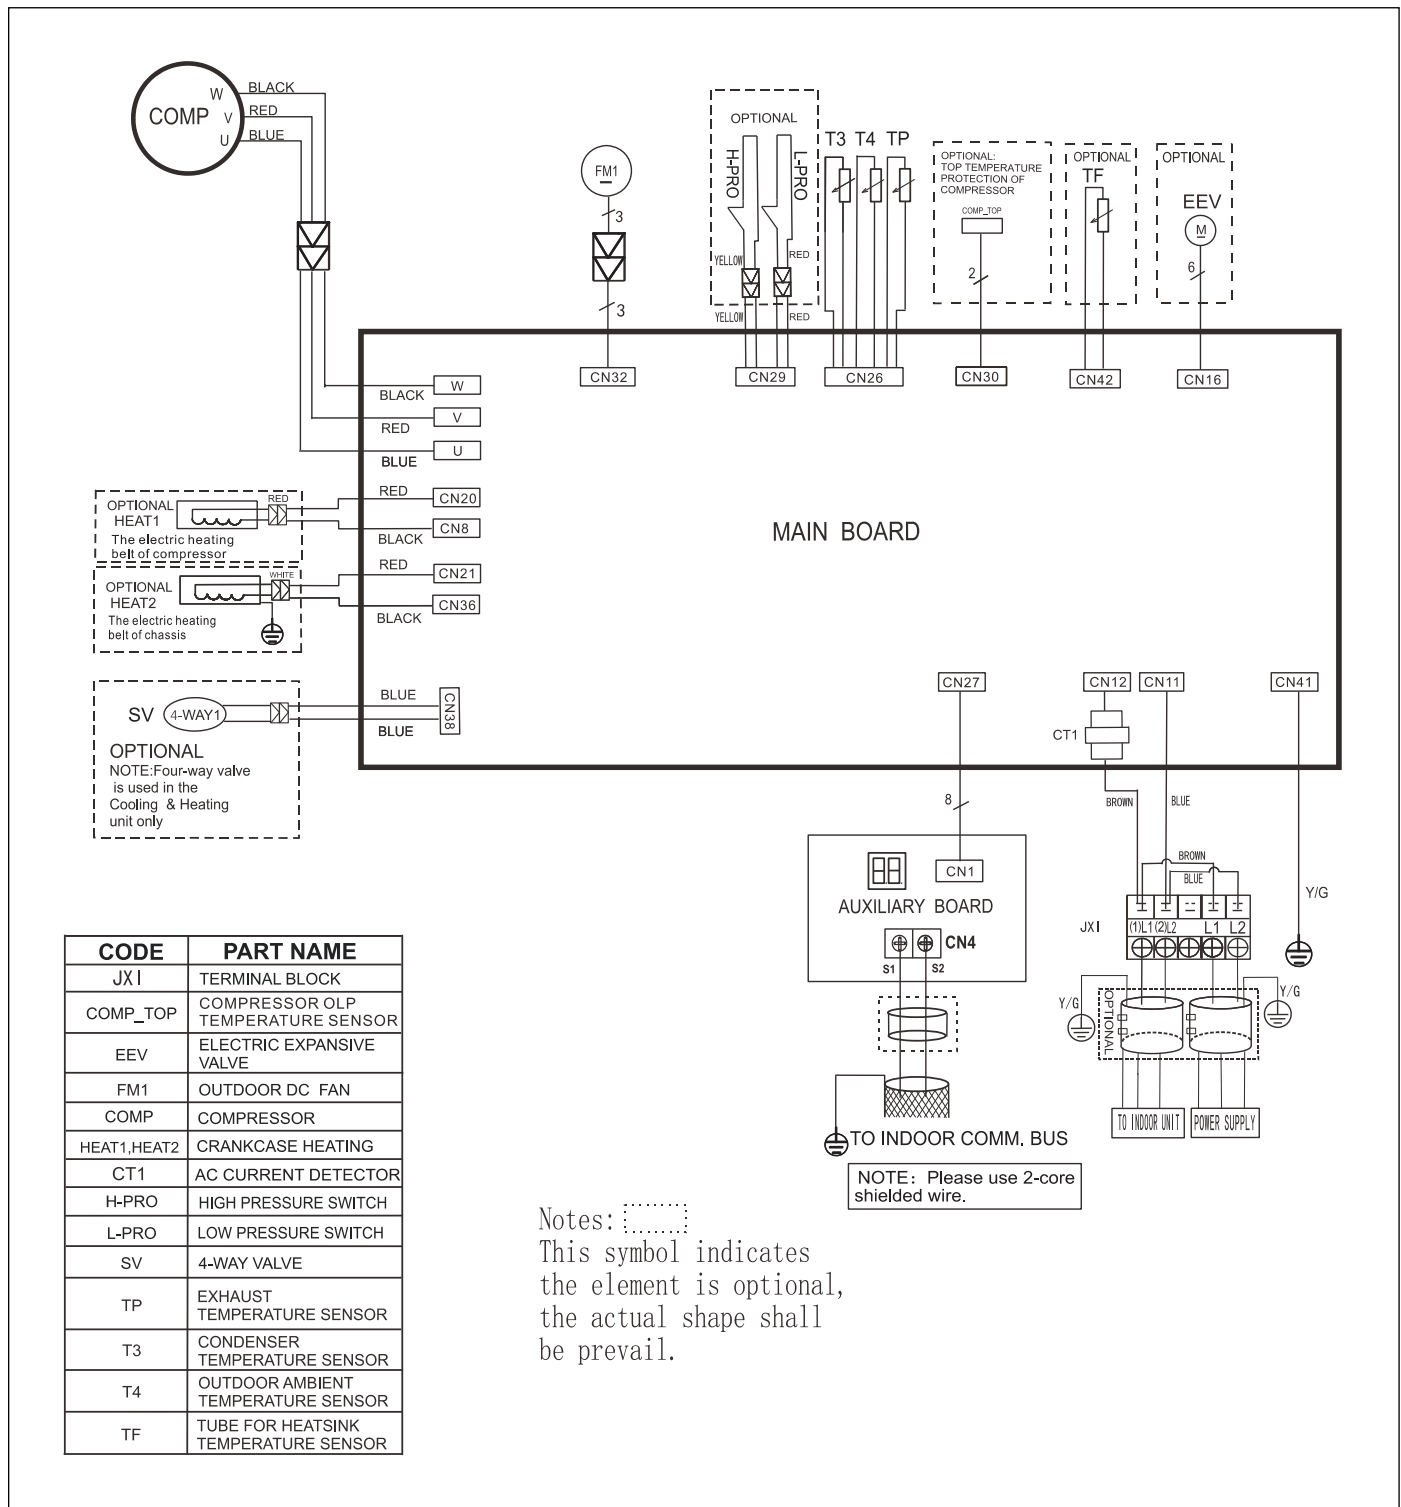 COMP
W
V
U
BLACK
RED
BLUE
FM1
3
3
OPTIONAL
H-PRO
L-PRO
YELLOW
RED
YELLOW
RED
T3 T4 TP
OPTIONAL:
TOP TEMPERATURE
PROTECTION OF
COMPRESSOR
COMP_TOP
2
OPTIONAL
TF
OPTIONAL
EEV
M
6
CN32
CN29
CN26
CN30
CN42
CN16
BLACK
W
RED
V
BLUE
U
OPTIONAL
HEAT1
RED
The electric heating
belt of compressor
RED
CN20
BLACK
CN8
OPTIONAL
HEAT2
WHITE
The electric heating
belt of chassis
RED
CN21
BLACK
CN36
MAIN BOARD
SV
4-WAY1
OPTIONAL
NOTE:Four-way valve
is used in the
Cooling & Heating
unit only
BLUE
BLUE
CN38
CN27
CN12
CN11
CN41
CT1
8
BROWN
BLUE
Y/G
CN1
AUXILIARY BOARD
CN4
S1
S2
BROWN
BLUE
JX1
(1)L1 (2)L2 L1 L2
Y/G
OPTIONAL
Y/G
TO INDOOR UNIT
POWER SUPPLY
TO INDOOR COMM. BUS
NOTE: Please use 2-core
shielded wire.
CODE PART NAME
JX1 TERMINAL BLOCK
COMP_TOP COMPRESSOR OLP
TEMPERATURE SENSOR
EEV ELECTRIC EXPANSIVE
VALVE
FM1 OUTDOOR DC FAN
COMP COMPRESSOR
HEAT1,HEAT2 CRANKCASE HEATING
CT1 AC CURRENT DETECTOR
H-PRO HIGH PRESSURE SWITCH
L-PRO LOW PRESSURE SWITCH
SV 4-WAY VALVE
TP EXHAUST
TEMPERATURE SENSOR
T3 CONDENSER
TEMPERATURE SENSOR
T4 OUTDOOR AMBIENT
TEMPERATURE SENSOR
TF TUBE FOR HEATSINK
TEMPERATURE SENSOR
Notes:
This symbol indicates
the element is optional,
the actual shape shall
be prevail.